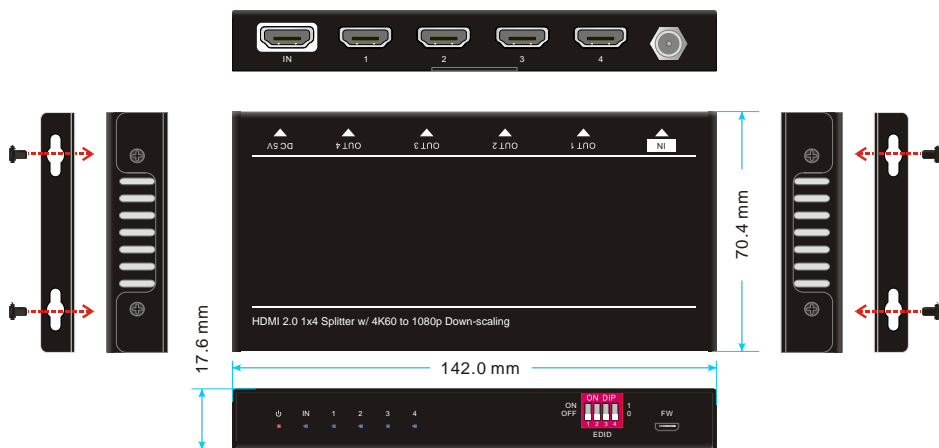 IN 1 2 3 4
DC 5V OUT 4 OUT 3 OUT 2 OUT 1 IN
70.4 mm
HDMI 2.0 1x4 Splitter w/ 4K60 to 1080p Down-scaling
17.6 mm
142.0 mm
IN 1 2 3 4
ON DIP
ON 1
OFF 0
1 2 3 4
EDID
FW